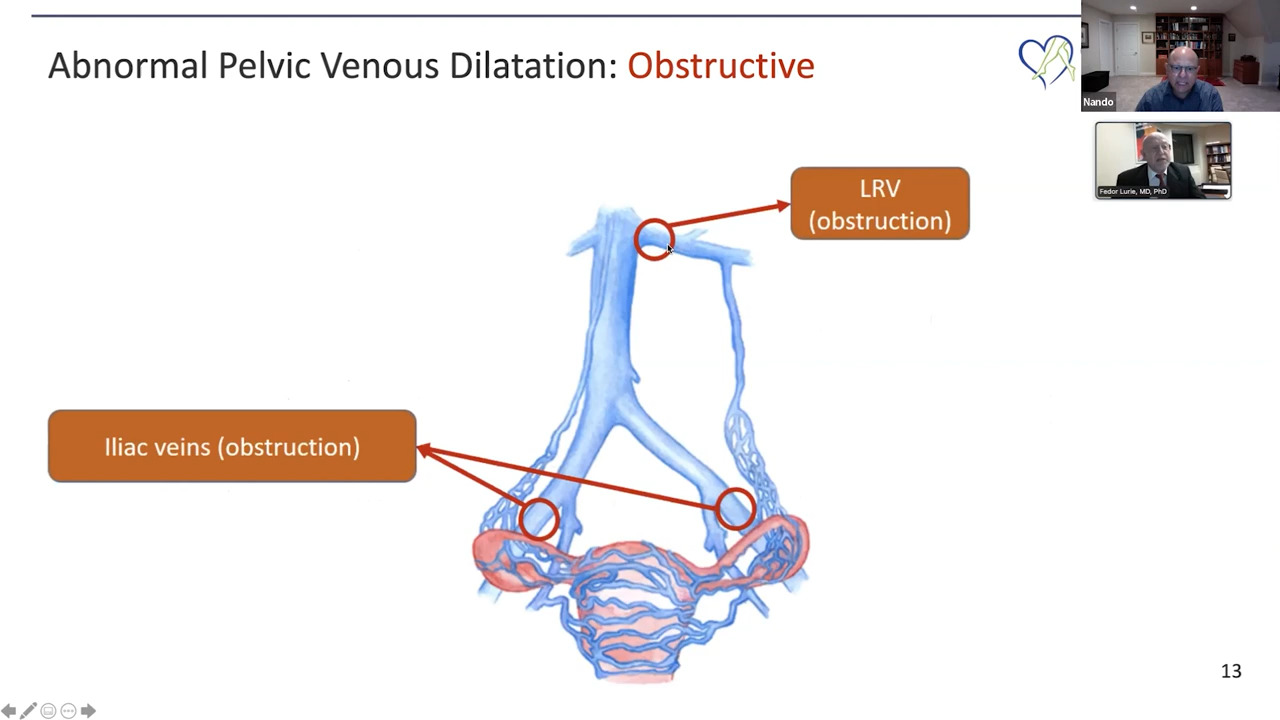 Abnormal Pelvic Venous Dilatation: Obstructive
Nando
Fedor Lurie, MD, PhD
LRV
(obstruction)
Iliac veins (obstruction)
13